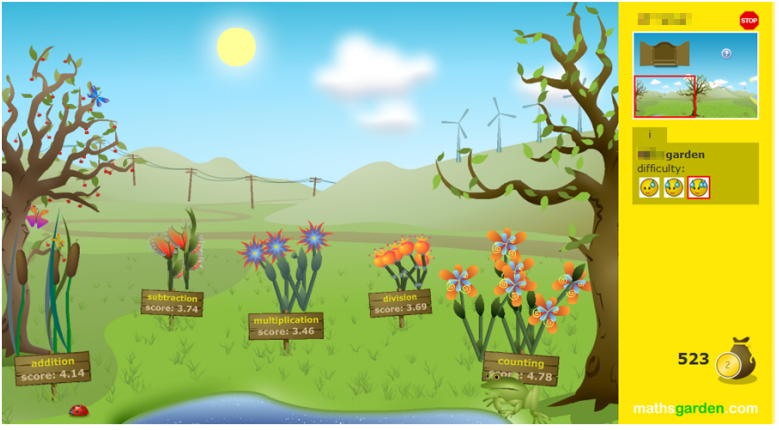 STOP
i
garden
difficulty:
subtraction
score: 3.74
multiplication
score: 3.46
division
score: 3.69
addition
score: 4.14
counting
score: 4.78
523
2
mathsgarden.com